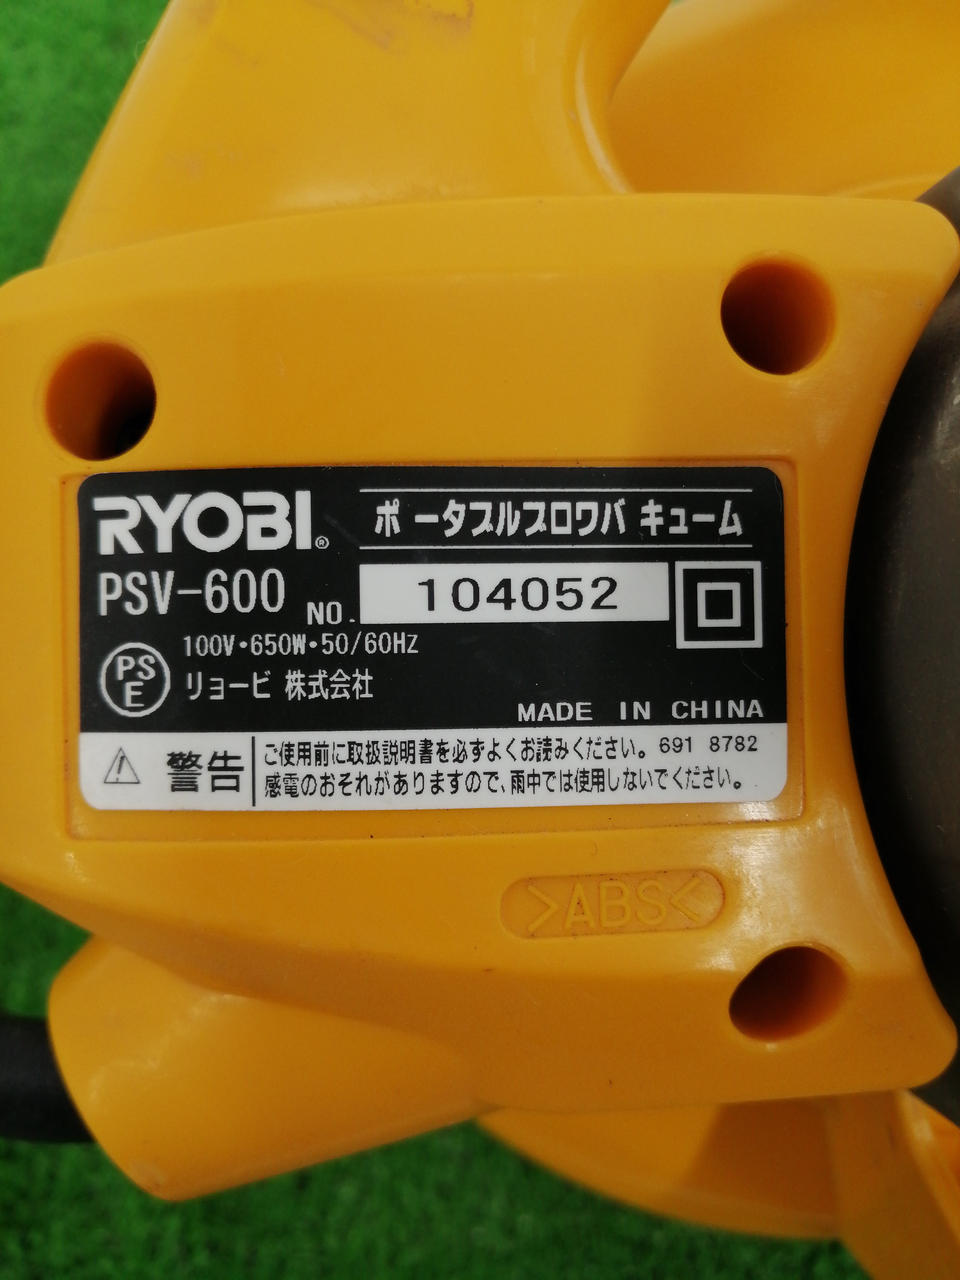 RYOBI®
ポータブルブロワバキューム
PSV-600
NO. 104052
100V・650W・50/60Hz
PSE
リョービ 株式会社
MADE IN CHINA
警告
ご使用前に取扱説明書を必ずよくお読みください。 691 8782
感電のおそれがありますので、雨中では使用しないでください。
>ABS<